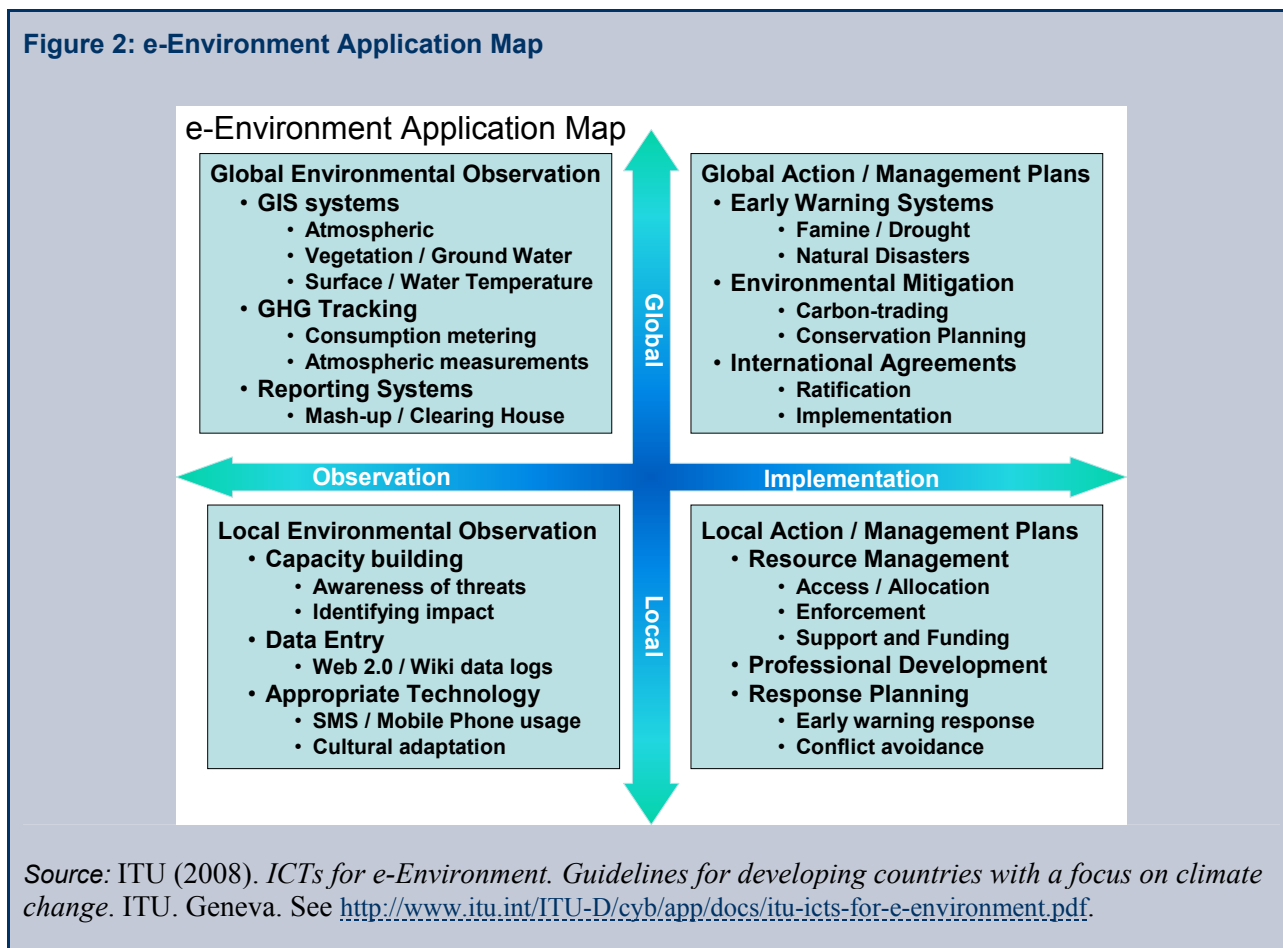 Figure 2: e-Environment Application Map
e-Environment Application Map
Global Environmental Observation
• GIS systems
• Atmospheric
• Vegetation / Ground Water
• Surface / Water Temperature
• GHG Tracking
• Consumption metering
• Atmospheric measurements
• Reporting Systems
• Mash-up / Clearing House
Global Action / Management Plans
• Early Warning Systems
• Famine / Drought
• Natural Disasters
• Environmental Mitigation
• Carbon-trading
• Conservation Planning
• International Agreements
• Ratification
• Implementation
Global
Observation
Implementation
Local
Local Environmental Observation
• Capacity building
• Awareness of threats
• Identifying impact
• Data Entry
• Web 2.0 / Wiki data logs
• Appropriate Technology
• SMS / Mobile Phone usage
• Cultural adaptation
Local Action / Management Plans
• Resource Management
• Access / Allocation
• Enforcement
• Support and Funding
• Professional Development
• Response Planning
• Early warning response
• Conflict avoidance
Source: ITU (2008). ICTs for e-Environment. Guidelines for developing countries with a focus on climate
change. ITU. Geneva. See http://www.itu.int/ITU-D/cyb/app/docs/itu-icts-for-e-environment.pdf.